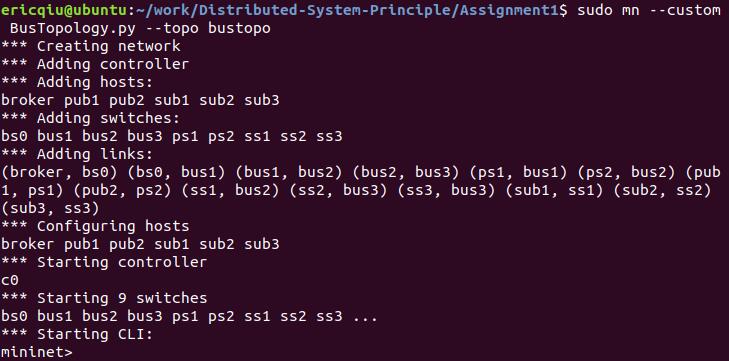 ericqiu@ubuntu:~/work/Distributed-System-Principle/Assignment1$ sudo mn --custom
BusTopology.py --topo bustopo
*** Creating network
*** Adding controller
*** Adding hosts:
broker pub1 pub2 sub1 sub2 sub3
*** Adding switches:
bs0 bus1 bus2 bus3 ps1 ps2 ss1 ss2 ss3
*** Adding links:
(broker, bs0) (bs0, bus1) (bus1, bus2) (bus2, bus3) (ps1, bus1) (ps2, bus2) (pub
1, ps1) (pub2, ps2) (ss1, bus2) (ss2, bus3) (ss3, bus3) (sub1, ss1) (sub2, ss2)
(sub3, ss3)
*** Configuring hosts
broker pub1 pub2 sub1 sub2 sub3
*** Starting controller
c0
*** Starting 9 switches
bs0 bus1 bus2 bus3 ps1 ps2 ss1 ss2 ss3 ...
*** Starting CLI:
mininet>